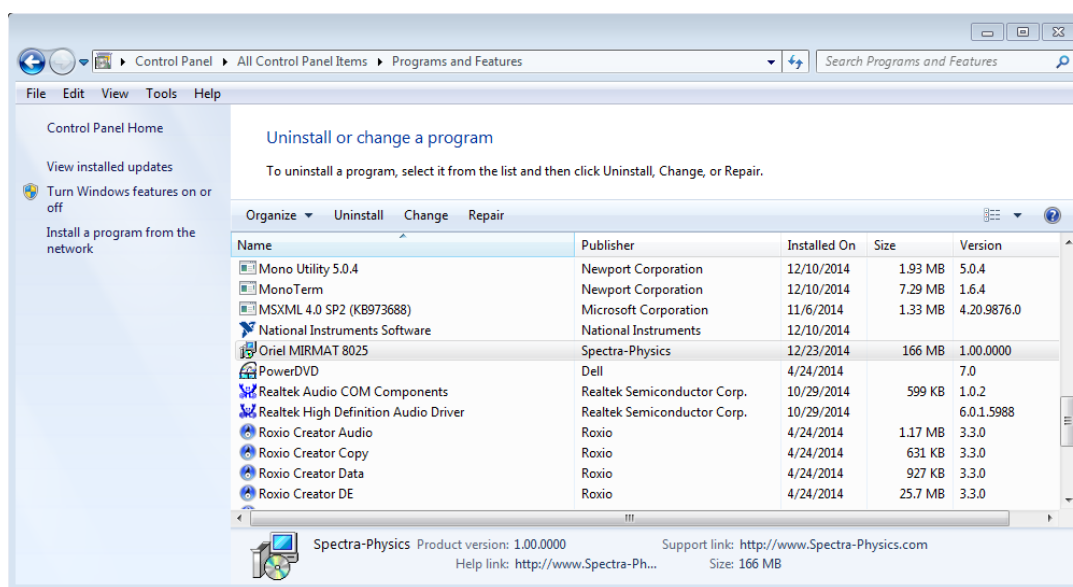 Control Panel ▸ All Control Panel Items ▸ Programs and Features Search Programs and Features
File Edit View Tools Help
Control Panel Home
View installed updates
Turn Windows features on or
off
Install a program from the
network
Uninstall or change a program
To uninstall a program, select it from the list and then click Uninstall, Change, or Repair.
Organize Uninstall Change Repair
Name Publisher Installed On Size Version
Mono Utility 5.0.4 Newport Corporation 12/10/2014 1.93 MB 5.0.4
MonoTerm Newport Corporation 12/10/2014 7.29 MB 1.6.4
MSXML 4.0 SP2 (KB973688) Microsoft Corporation 11/6/2014 1.33 MB 4.20.9876.0
National Instruments Software National Instruments 12/10/2014
Oriel MIRMAT 8025 Spectra-Physics 12/23/2014 166 MB 1.00.0000
PowerDVD Dell 4/24/2014 7.0
Realtek Audio COM Components Realtek Semiconductor Corp. 10/29/2014 599 KB 1.0.2
Realtek High Definition Audio Driver Realtek Semiconductor Corp. 10/29/2014 6.0.1.5988
Roxio Creator Audio Roxio 4/24/2014 1.17 MB 3.3.0
Roxio Creator Copy Roxio 4/24/2014 631 KB 3.3.0
Roxio Creator Data Roxio 4/24/2014 927 KB 3.3.0
Roxio Creator DE Roxio 4/24/2014 25.7 MB 3.3.0
Spectra-Physics Product version: 1.00.0000 Support link: http://www.Spectra-Physics.com
Help link: http://www.Spectra-Ph... Size: 166 MB